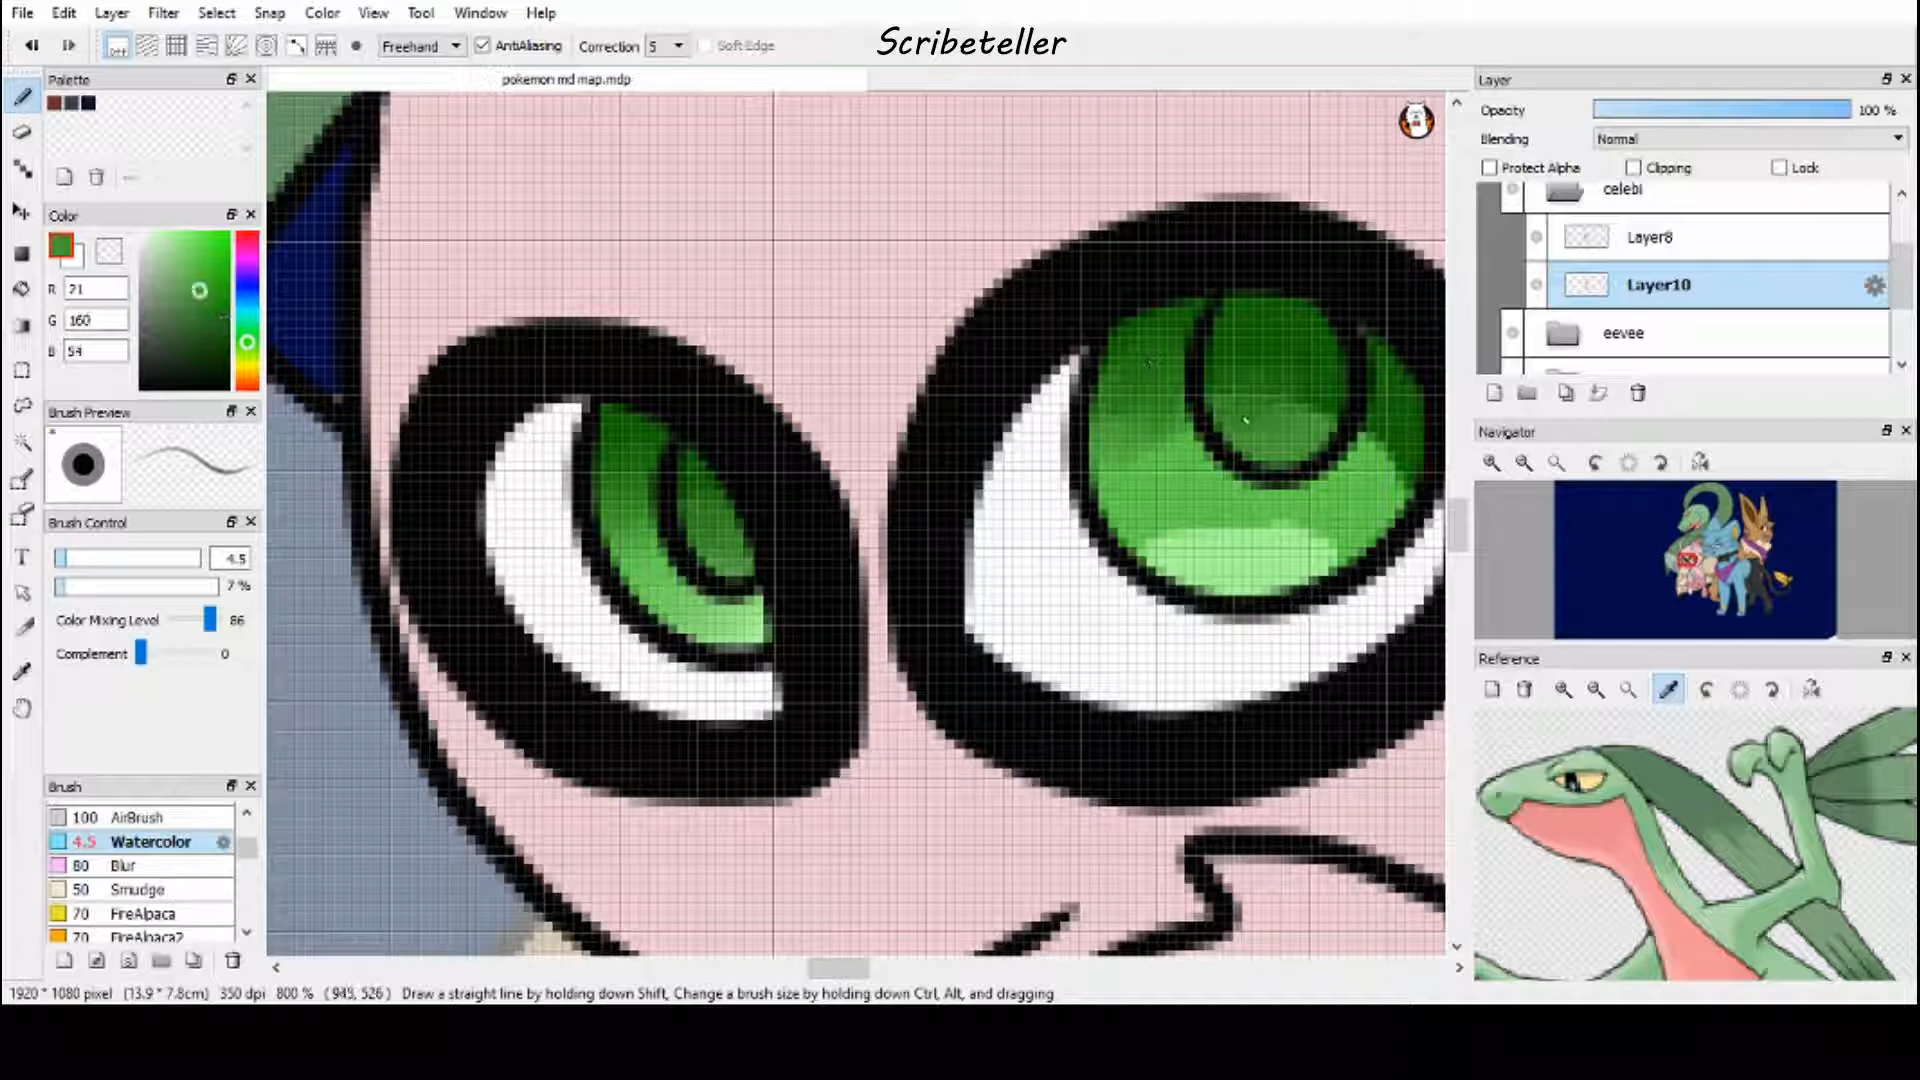 File Edit Layer Filter Select Snap Color View Tool Window Help
Scribeteller
Freehand AntiAliasing Correction 5 Soft Edge
Palette
pokemon md map.mdp
Layer
Opacity 100 %
Blending Normal
Protect Alpha Clipping Lock
celebi
Layer8
Layer10
eevee
Color
R 21
G 160
B 54
Brush Preview
Brush Control
4.5
7 %
Color Mixing Level 86
Complement 0
Navigator
Reference
Brush
100 AirBrush
4.5 Watercolor
80 Blur
50 Smudge
70 FireAlpaca
70 FireAlpaca2
1920 * 1080 pixel (13.9 * 7.8cm) 350 dpi 800 % ( 945, 526 ) Draw a straight line by holding down Shift, Change a brush size by holding down Ctrl, Alt, and dragging